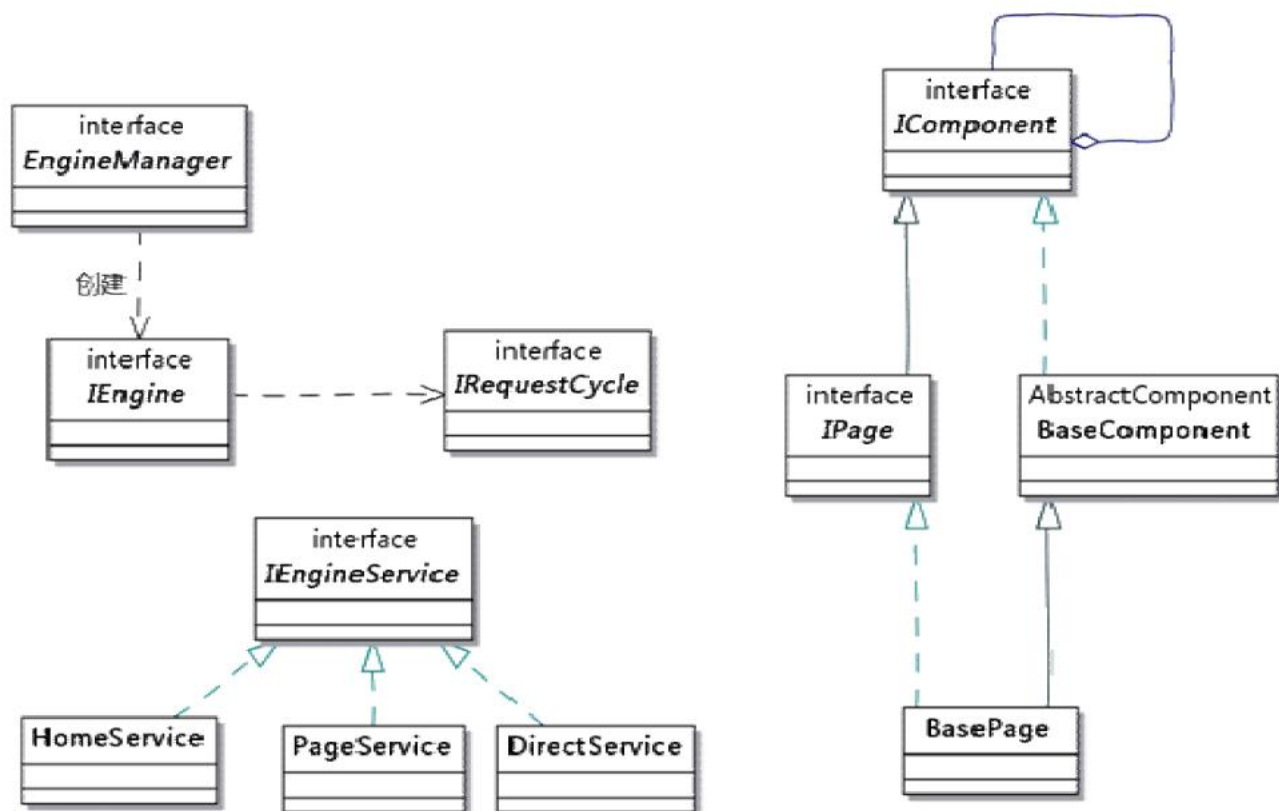 interface
EngineManager
创建
interface
IEngine
interface
IRequestCycle
interface
IEngineService
HomeService
PageService
DirectService
interface
IComponent
interface
IPage
AbstractComponent
BaseComponent
BasePage